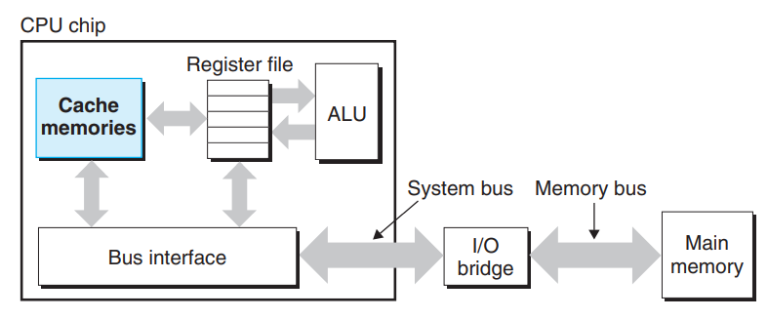 CPU chip
Register file
Cache
memories
ALU
System bus
Memory bus
Bus interface
I/O
bridge
Main
memory